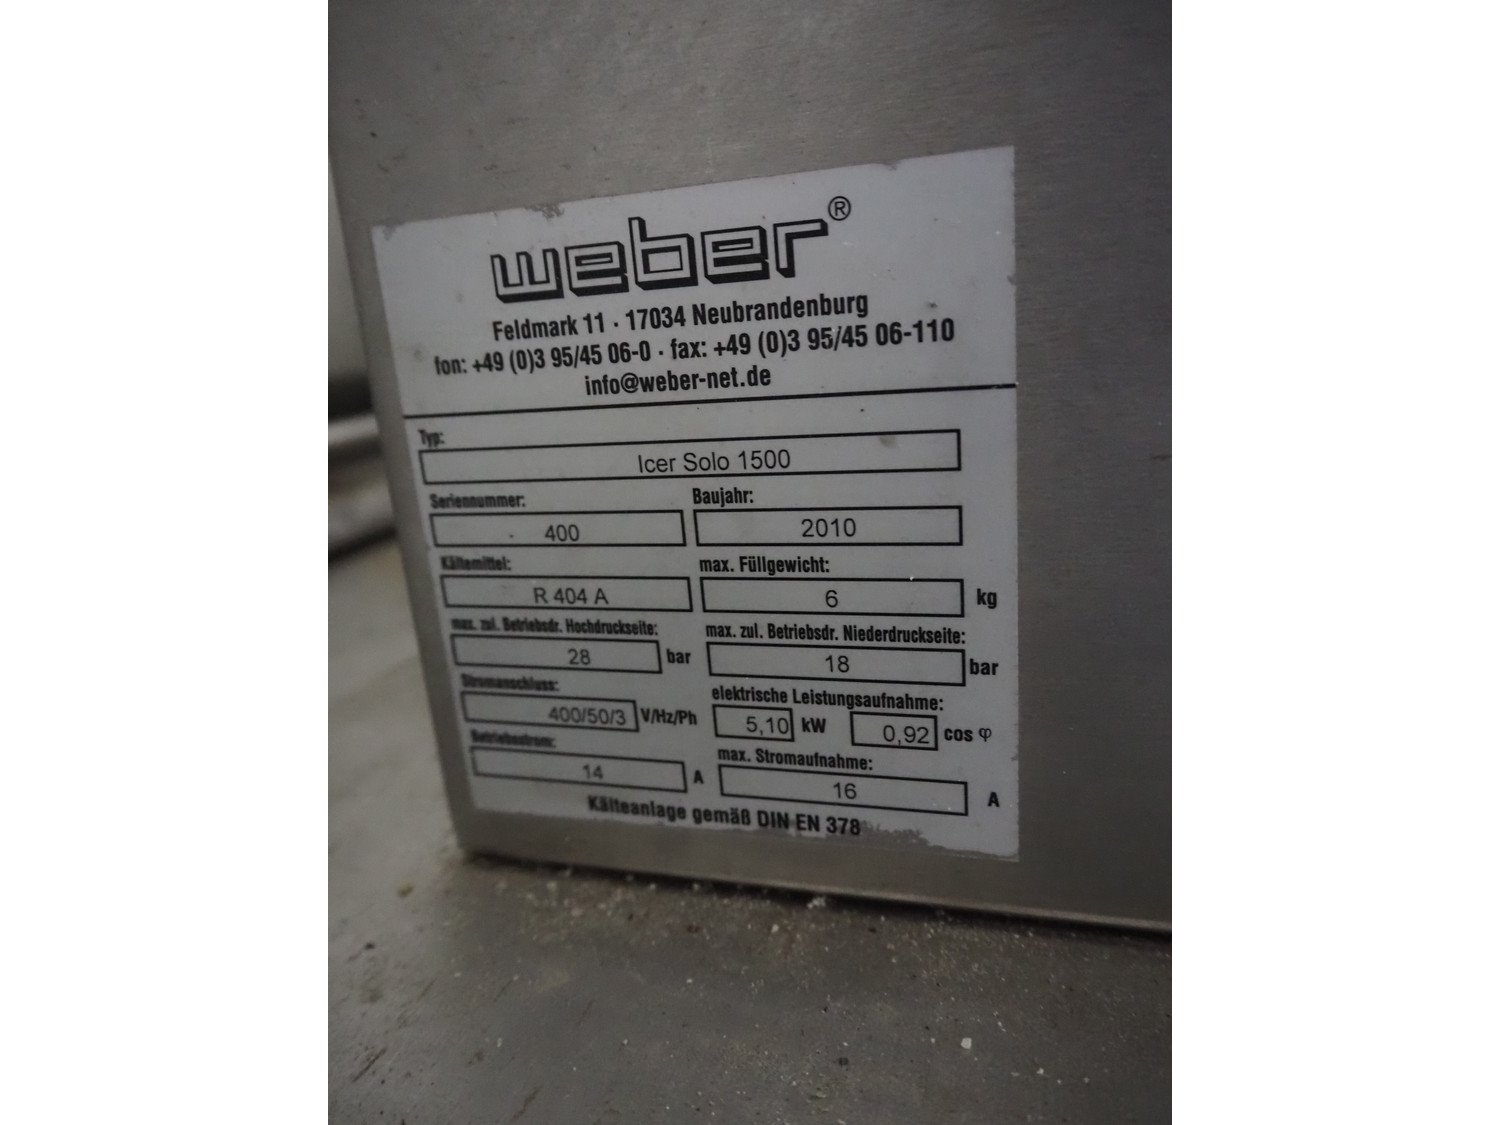 weber®
Feldmark 11 · 17034 Neubrandenburg
fon: +49 (0)3 95/45 06-0 · fax: +49 (0)3 95/45 06-110
info@weber-net.de
Typ:
Icer Solo 1500
Seriennummer: Baujahr:
400 2010
Kältemittel: max. Füllgewicht:
R 404 A 6 kg
max. zul. Betriebsdr. Hochdruckseite: max. zul. Betriebsdr. Niederdruckseite:
28 bar 18 bar
Stromanschluss: elektrische Leistungsaufnahme:
400/50/3 V/Hz/Ph 5,10 kW 0,92 cos φ
Betriebsstrom: max. Stromaufnahme:
14 A 16 A
Kälteanlage gemäß DIN EN 378